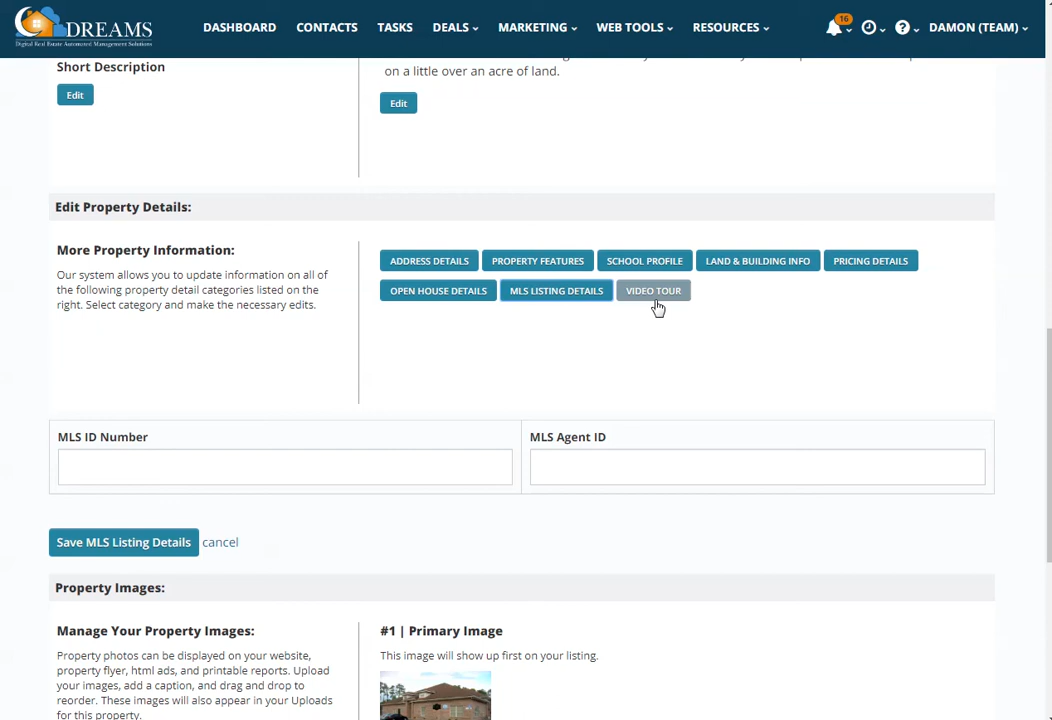 DREAMS
Digital Real Estate Automated Management Solutions
DASHBOARD CONTACTS TASKS DEALS MARKETING WEB TOOLS RESOURCES 16 DAMON (TEAM)
Short Description
on a little over an acre of land.
Edit
Edit
Edit Property Details:
More Property Information:
Our system allows you to update information on all of
the following property detail categories listed on the
right. Select category and make the necessary edits.
ADDRESS DETAILS PROPERTY FEATURES SCHOOL PROFILE LAND & BUILDING INFO PRICING DETAILS
OPEN HOUSE DETAILS MLS LISTING DETAILS VIDEO TOUR
MLS ID Number MLS Agent ID
Save MLS Listing Details cancel
Property Images:
Manage Your Property Images:
Property photos can be displayed on your website,
property flyer, html ads, and printable reports. Upload
your images, add a caption, and drag and drop to
reorder. These images will also appear in your Uploads
for this property.
#1 | Primary Image
This image will show up first on your listing.